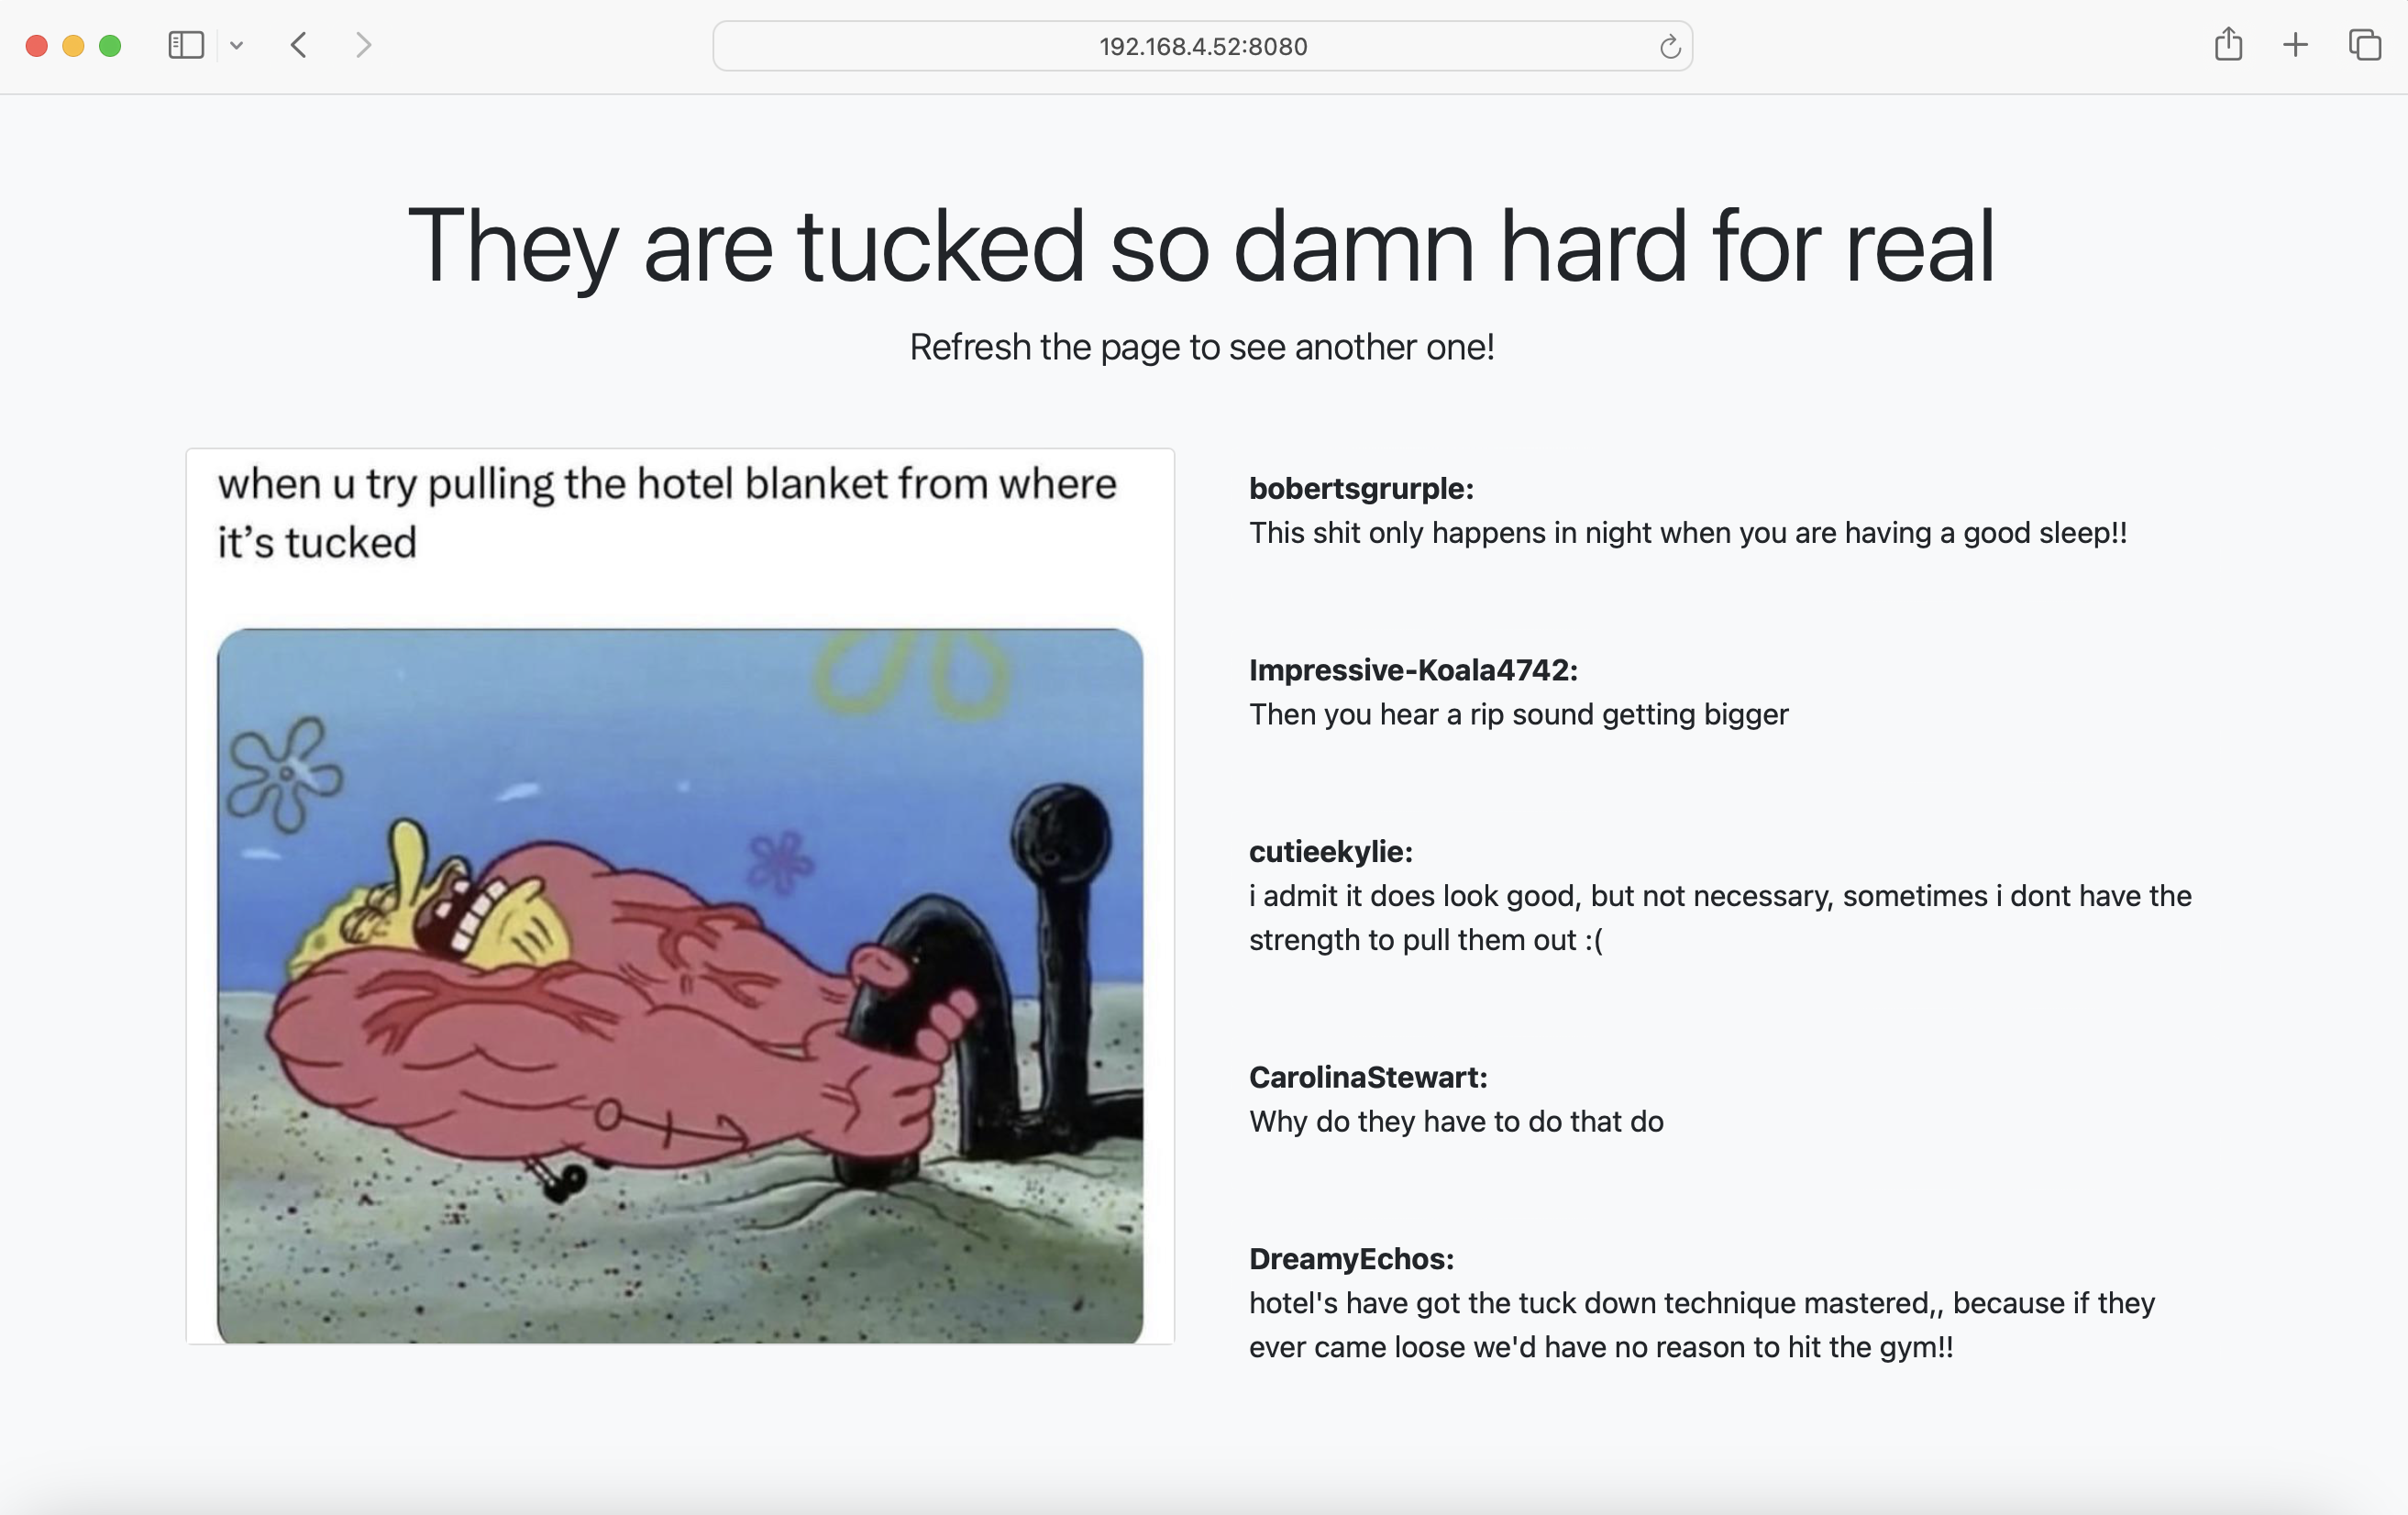 192.168.4.52:8080
They are tucked so damn hard for real
Refresh the page to see another one!
when u try pulling the hotel blanket from where
it’s tucked
bobertsgrurple:
This shit only happens in night when you are having a good sleep!!
Impressive-Koala4742:
Then you hear a rip sound getting bigger
cutieekylie:
i admit it does look good, but not necessary, sometimes i dont have the
strength to pull them out :(
CarolinaStewart:
Why do they have to do that do
DreamyEchos:
hotel's have got the tuck down technique mastered,, because if they
ever came loose we'd have no reason to hit the gym!!